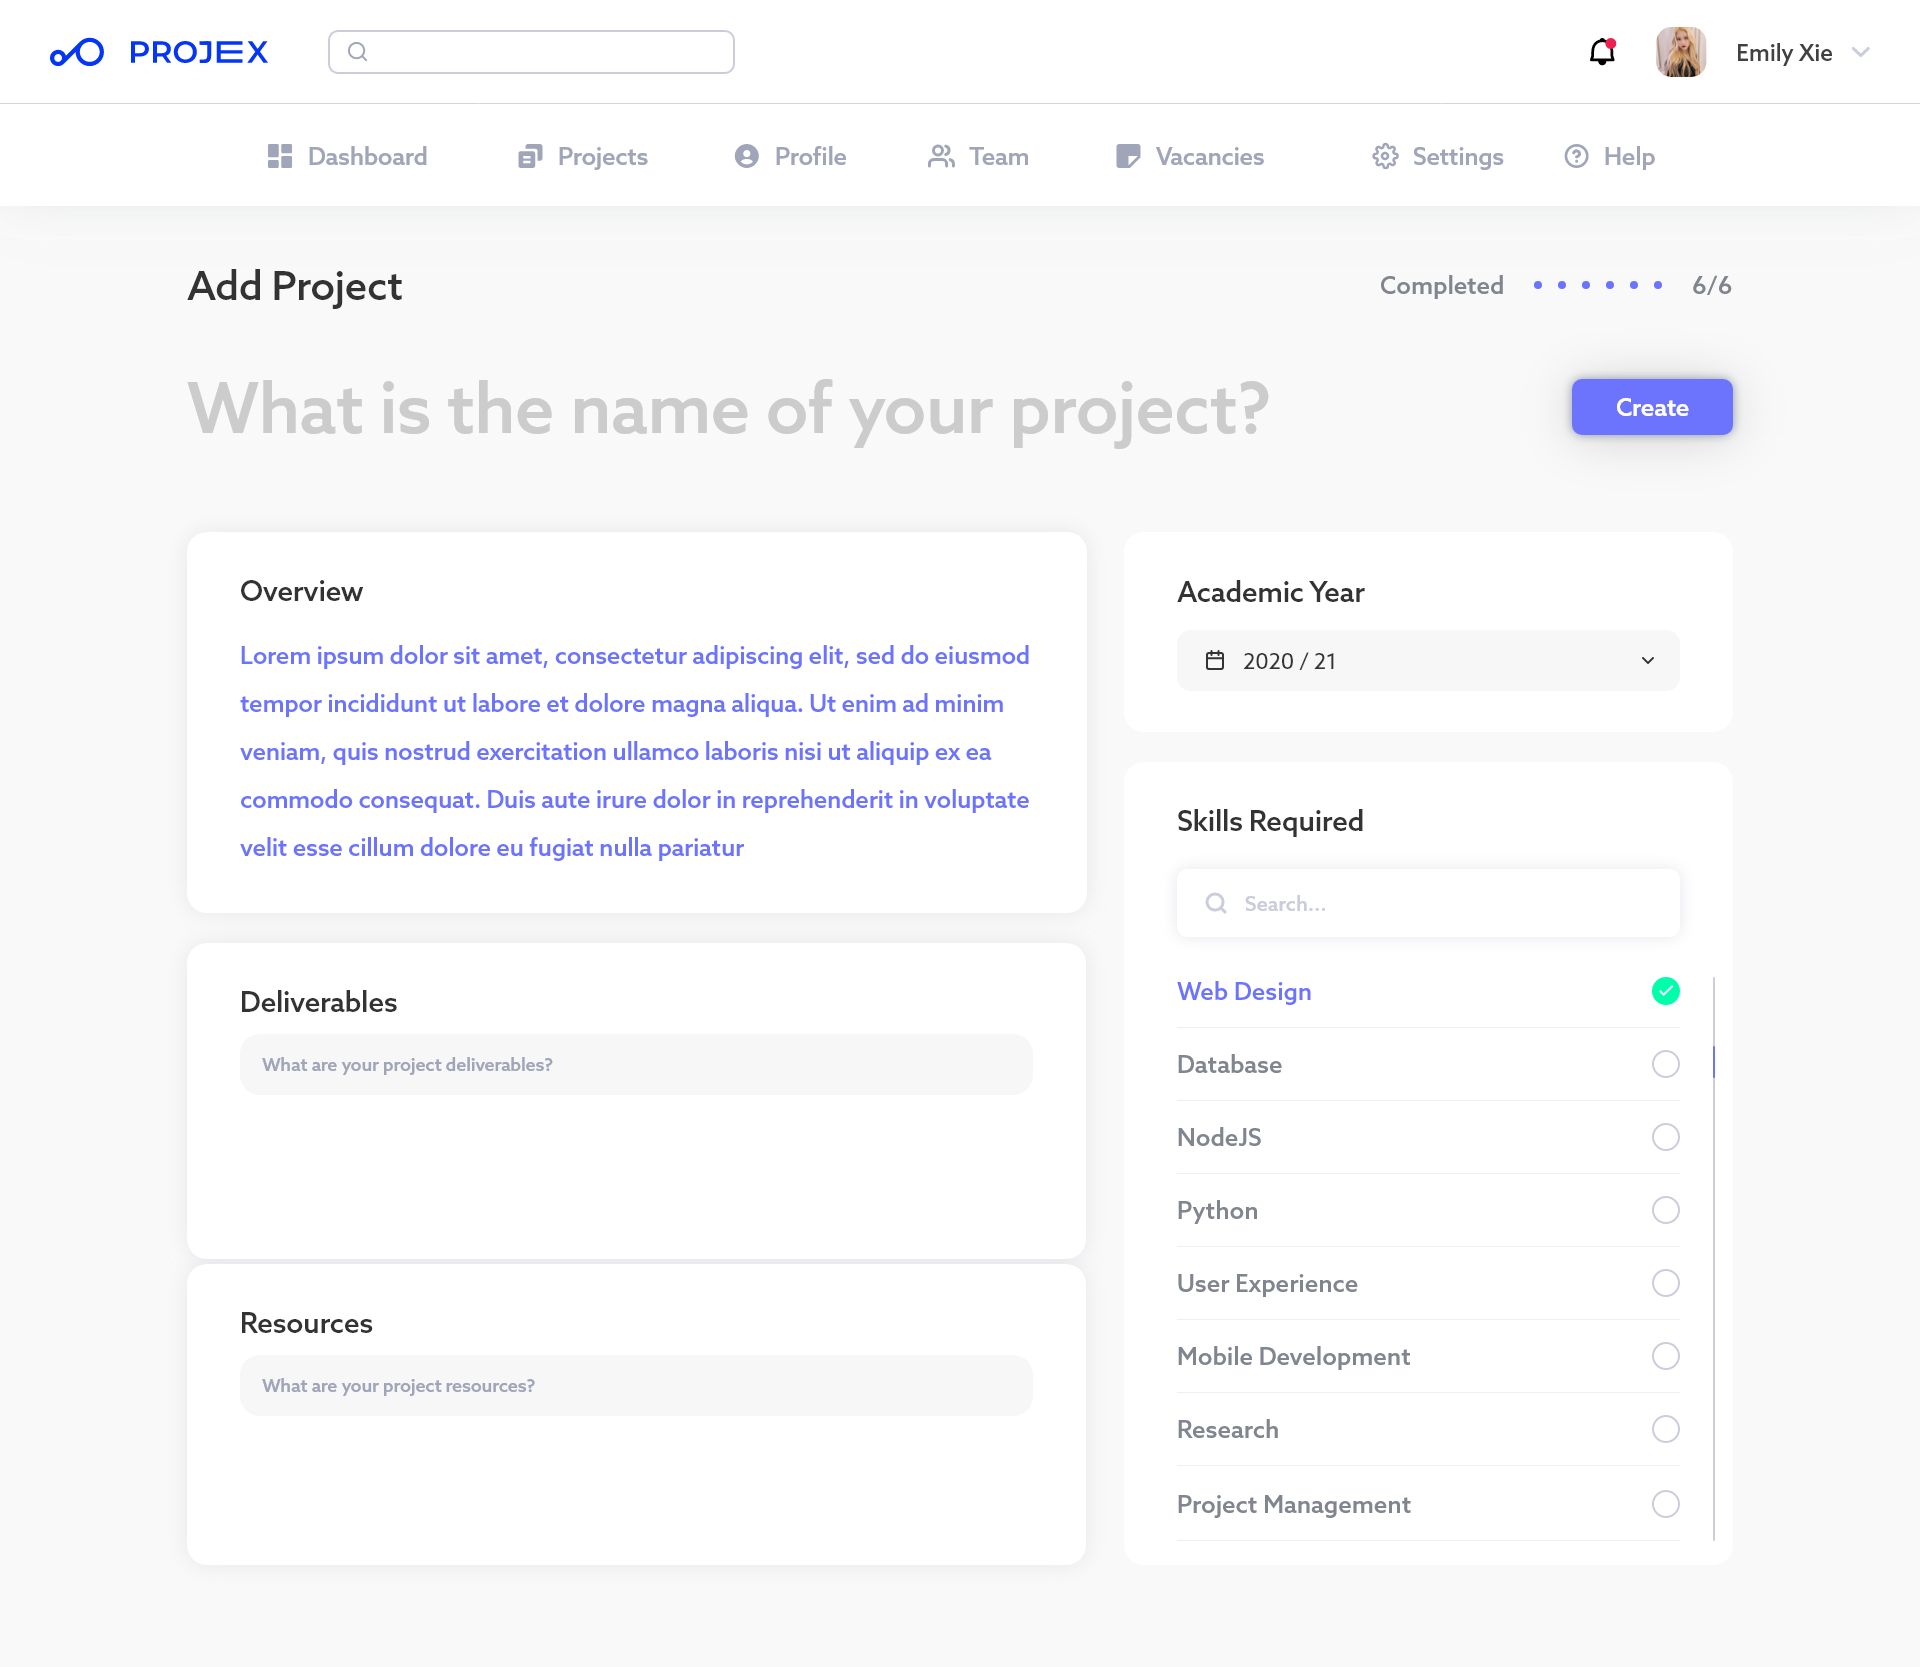 PROJEX
Emily Xie
Dashboard
Projects
Profile
Team
Vacancies
Settings
Help
Add Project
Completed
6/6
What is the name of your project?
Create
Overview
Lorem ipsum dolor sit amet, consectetur adipiscing elit, sed do eiusmod
tempor incididunt ut labore et dolore magna aliqua. Ut enim ad minim
veniam, quis nostrud exercitation ullamco laboris nisi ut aliquip ex ea
commodo consequat. Duis aute irure dolor in reprehenderit in voluptate
velit esse cillum dolore eu fugiat nulla pariatur
Deliverables
What are your project deliverables?
Resources
What are your project resources?
Academic Year
2020 / 21
Skills Required
Search...
Web Design
Database
NodeJS
Python
User Experience
Mobile Development
Research
Project Management